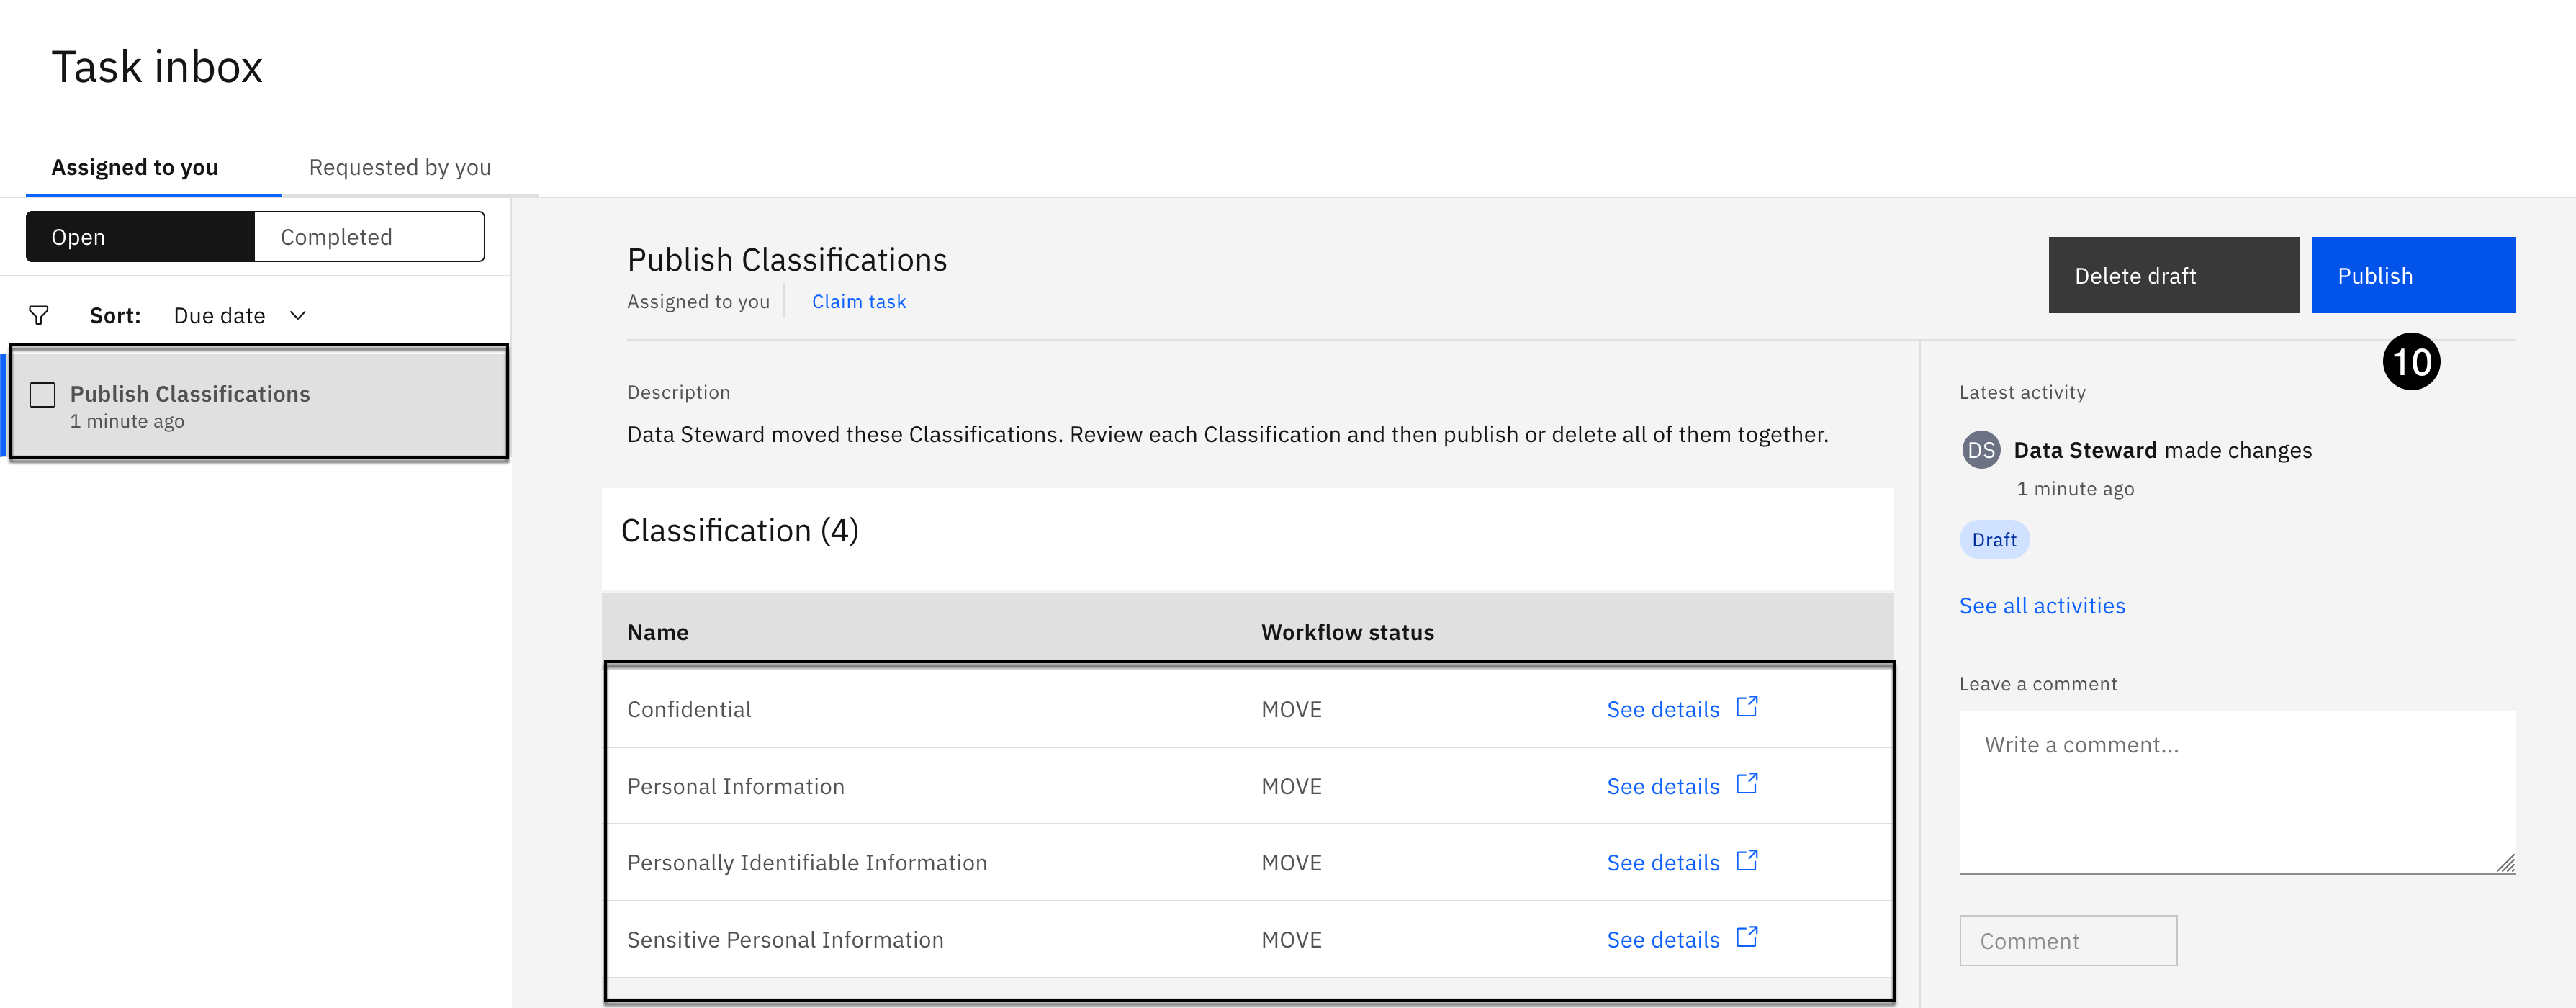 Task inbox
Assigned to you
Requested by you
Open
Completed
Sort: Due date
Publish Classifications
1 minute ago
Publish Classifications
Assigned to you
Claim task
Delete draft
Publish
10
Description
Data Steward moved these Classifications. Review each Classification and then publish or delete all of them together.
Classification (4)
Name Workflow status
Confidential MOVE See details
Personal Information MOVE See details
Personally Identifiable Information MOVE See details
Sensitive Personal Information MOVE See details
Latest activity
DS Data Steward made changes
1 minute ago
Draft
See all activities
Leave a comment
Write a comment...
Comment